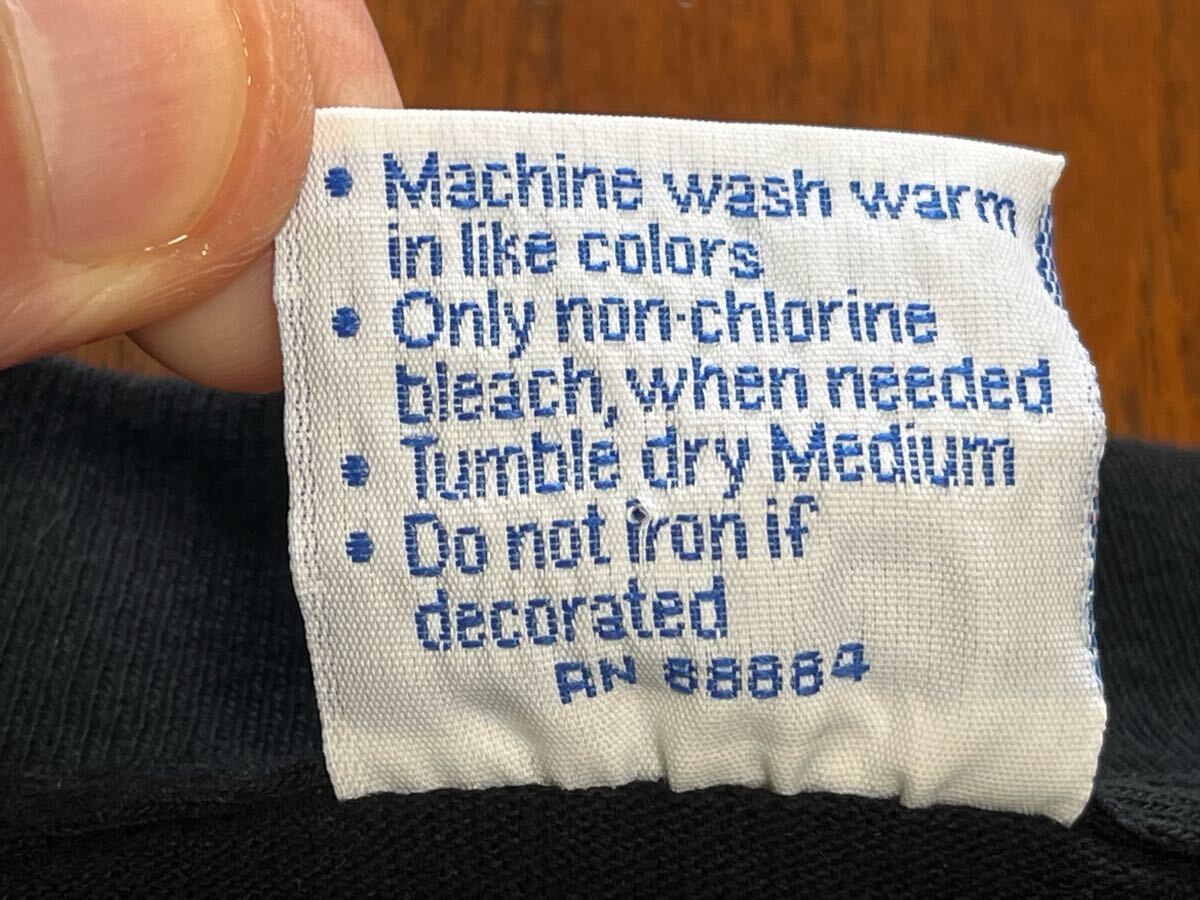 • Machine wash warm
in like colors
• Only non-chlorine
bleach, when needed
• Tumble dry Medium
• Do not iron if
decorated
RN